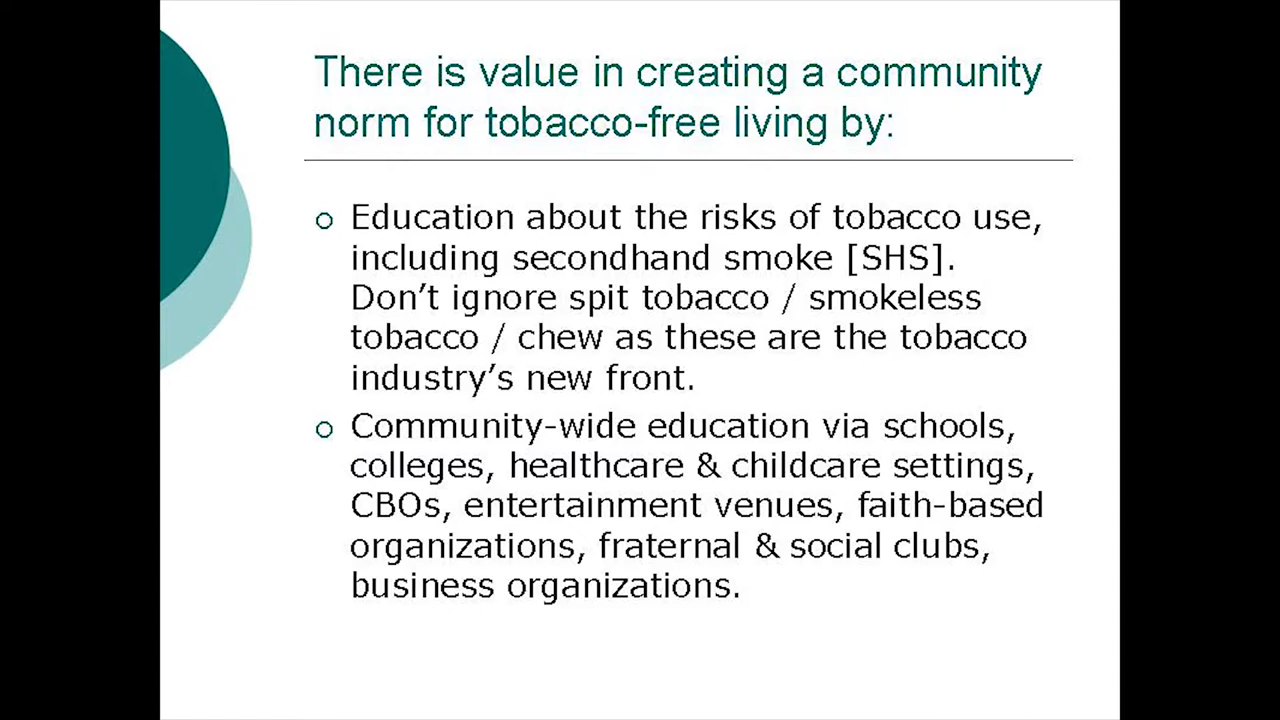 There is value in creating a community
norm for tobacco-free living by:
Education about the risks of tobacco use,
including secondhand smoke [SHS].
Don't ignore spit tobacco / smokeless
tobacco / chew as these are the tobacco
industry's new front.
Community-wide education via schools,
colleges, healthcare & childcare settings,
CBOs, entertainment venues, faith-based
organizations, fraternal & social clubs,
business organizations.